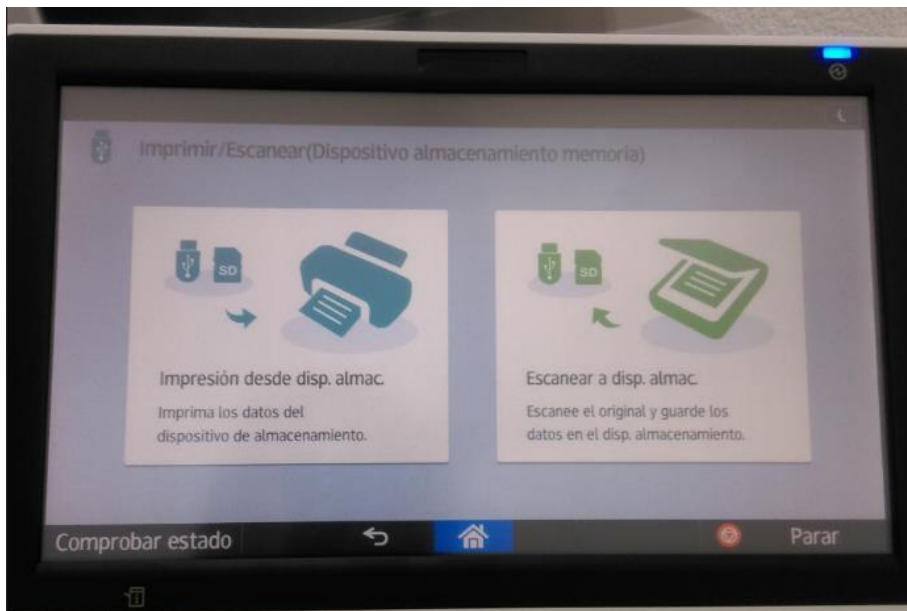 Imprimir/Escanear(Dispositivo almacenamiento memoria)
SD
SD
Impresión desde disp. almac.
Imprima los datos del
dispositivo de almacenamiento.
Escanear a disp. almac.
Escanee el original y guarde los
datos en el disp. almacenamiento.
Comprobar estado
Parar